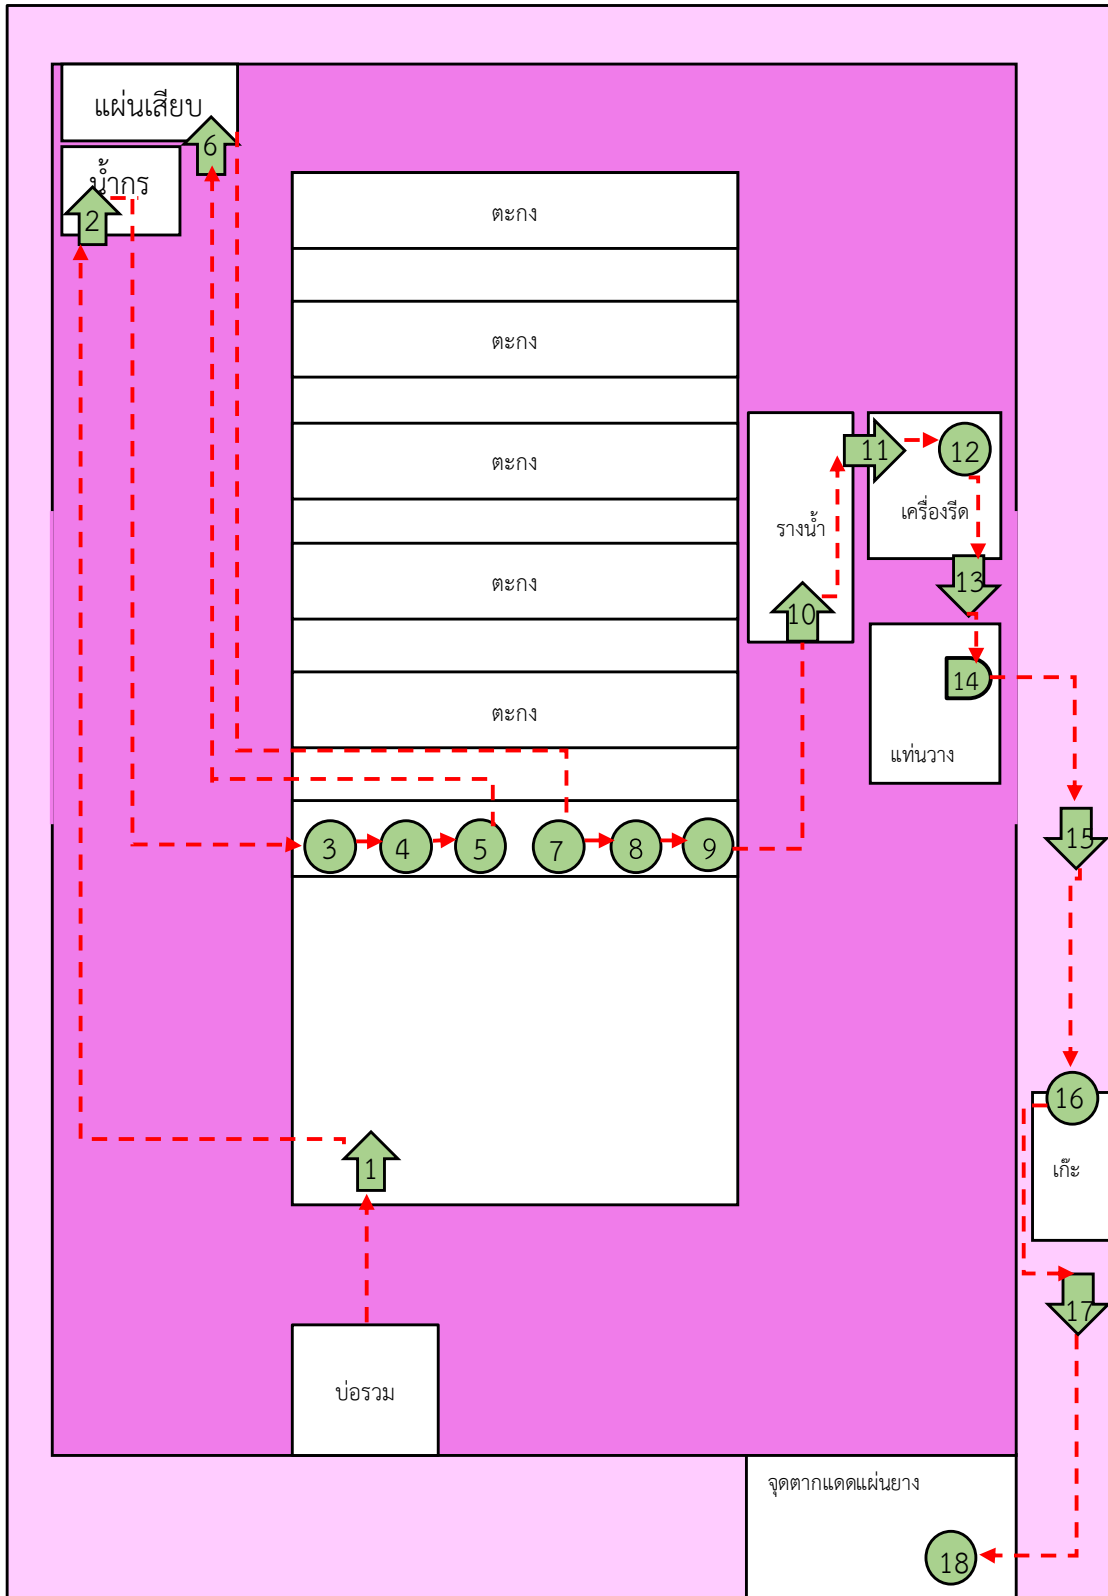 แผ่นเสียบ
6
น้ำกร
2
ตะกง
ตะกง
ตะกง
ตะกง
ตะกง
11
12
เครื่องรีด
รางน้ำ
13
10
14
แท่นวาง
15
3
4
5
7
8
9
16
เก๊ะ
1
17
บ่อรวม
จุดตากแดดแผ่นยาง
18